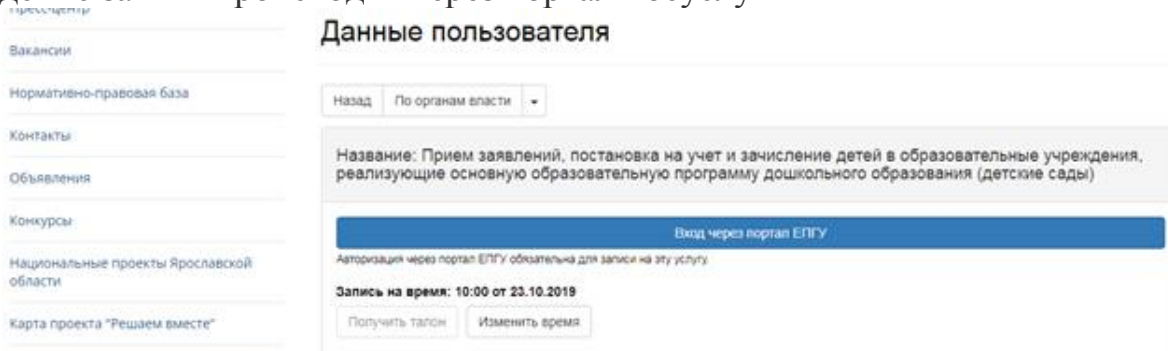 Данные пользователя
Вакансии
Нормативно-правовая база
Контакты
Объявления
Конкурсы
Национальные проекты Ярославской
области
Карта проекта "Решаем вместе"
Назад По органам власти
Название: Прием заявлений, постановка на учет и зачисление детей в образовательные учреждения,
реализующие основную образовательную программу дошкольного образования (детские сады)
Вход через портал ЕПГУ
Авторизация через портал ЕПГУ обязательна для записи на эту услугу.
Запись на время: 10:00 от 23.10.2019
Получить талон Изменить время